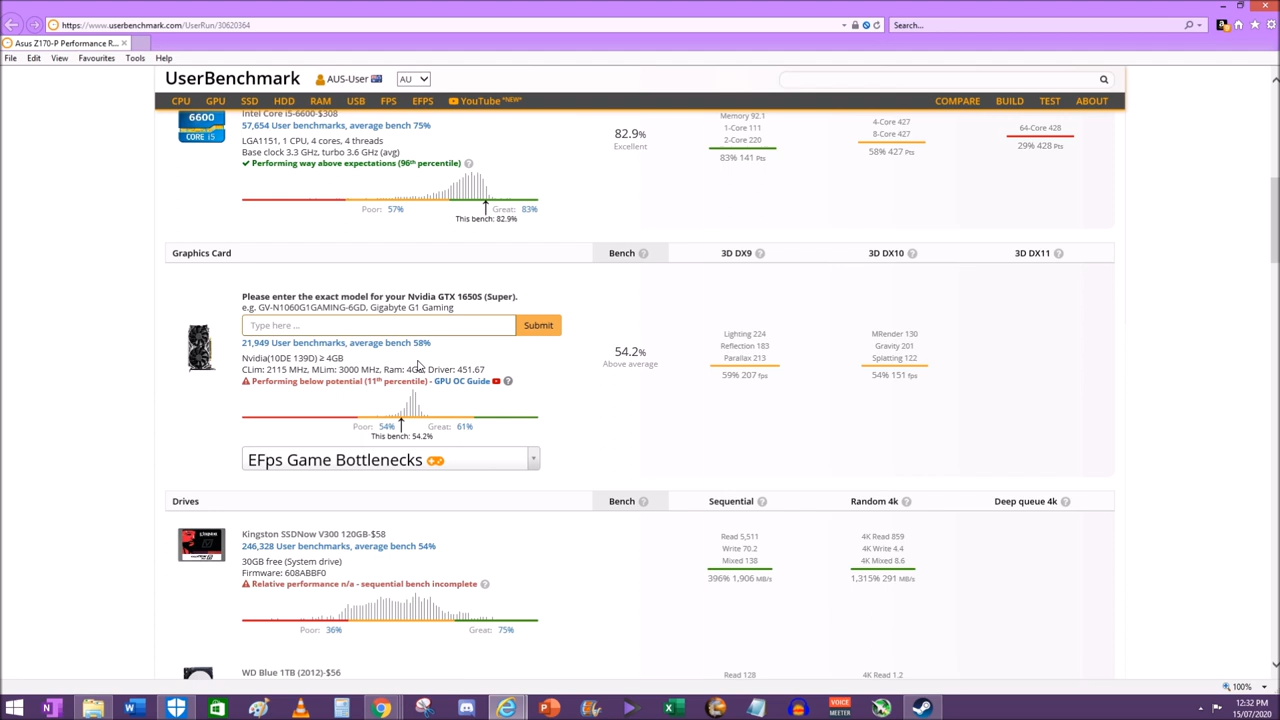 https://www.userbenchmark.com/UserRun/30620364
Search...
Asus Z170-P Performance R...
File Edit View Favourites Tools Help
UserBenchmark AUS-User AU
CPU GPU SSD HDD RAM USB FPS EFPS YouTube *NEW* COMPARE BUILD TEST ABOUT
6600
CORE i5
Intel Core i5-6600-$308
57,654 User benchmarks, average bench 75%
LGA1151, 1 CPU, 4 cores, 4 threads
Base clock 3.3 GHz, turbo 3.6 GHz (avg)
Performing way above expectations (96th percentile) ?
Poor: 57% Great: 83%
This bench: 82.9%
82.9%
Excellent
Memory 92.1
1-Core 111
2-Core 220
83% 141 Pts
4-Core 427
8-Core 427
58% 427 Pts
64-Core 428
29% 428 Pts
Graphics Card Bench ? 3D DX9 ? 3D DX10 ? 3D DX11 ?
Please enter the exact model for your Nvidia GTX 1650S (Super).
e.g. GV-N1060G1GAMING-6GD, Gigabyte G1 Gaming
Type here ... Submit
21,949 User benchmarks, average bench 58%
Nvidia(10DE 139D) ≥ 4GB
CLim: 2115 MHz, MLim: 3000 MHz, Ram: 4GB, Driver: 451.67
Performing below potential (11th percentile) - GPU OC Guide ?
Poor: 54% Great: 61%
This bench: 54.2%
EFps Game Bottlenecks
54.2%
Above average
Lighting 224
Reflection 183
Parallax 213
59% 207 fps
MRender 130
Gravity 201
Splatting 122
54% 151 fps
Drives Bench ? Sequential ? Random 4k ? Deep queue 4k ?
Kingston SSDNow V300 120GB-$58
246,328 User benchmarks, average bench 54%
30GB free (System drive)
Firmware: 608ABBF0
Relative performance n/a - sequential bench incomplete ?
Poor: 36% Great: 75%
Read 5,511
Write 70.2
Mixed 138
396% 1,906 MB/s
4K Read 859
4K Write 4.4
4K Mixed 8.6
1,315% 291 MB/s
WD Blue 1TB (2012)-$56
Read 128
4K Read 1.2
100%
VOICE
MEETER
12:32 PM
15/07/2020